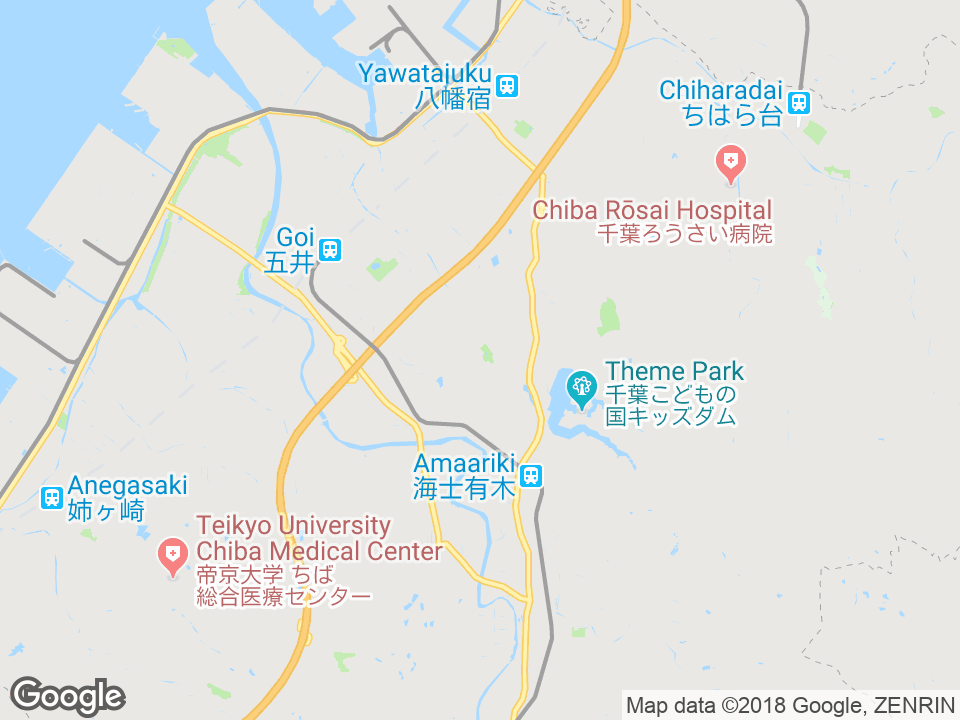 Yawatajuku
八幡宿
Chiharadai
ちはら台
Chiba Rōsai Hospital
千葉ろうさい病院
Goi
五井
Theme Park
千葉こどもの
国キッズダム
Amaariki
海士有木
Anegasaki
姉ヶ崎
Teikyo University
Chiba Medical Center
帝京大学 ちば
総合医療センター
Google
Map data ©2018 Google, ZENRIN